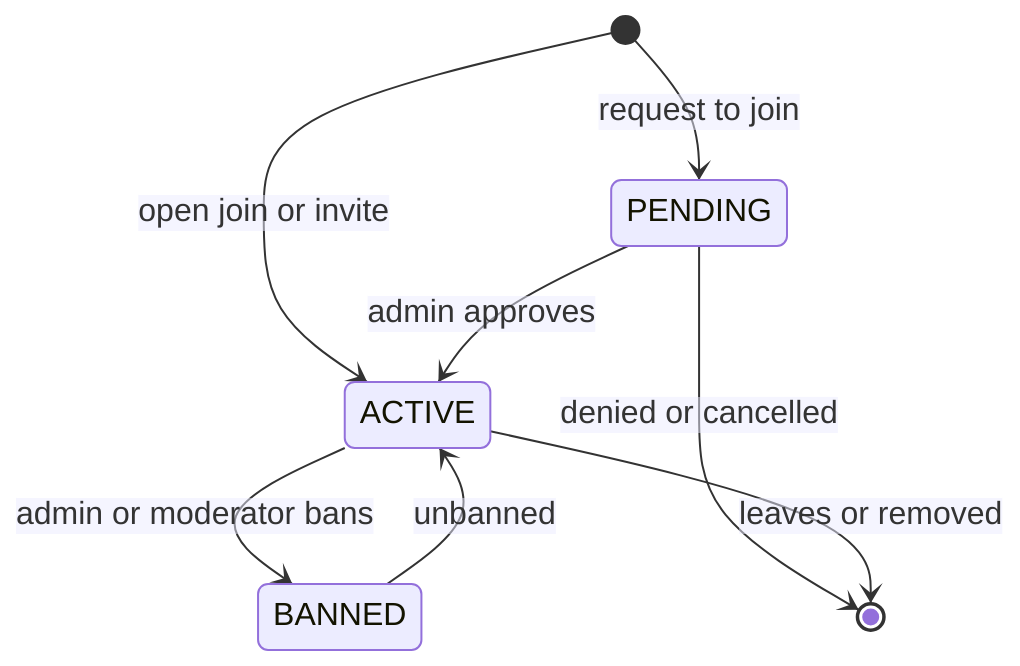 request to join
open join or invite
PENDING
admin approves
ACTIVE
denied or cancelled
admin or moderator bans
unbanned
leaves or removed
BANNED